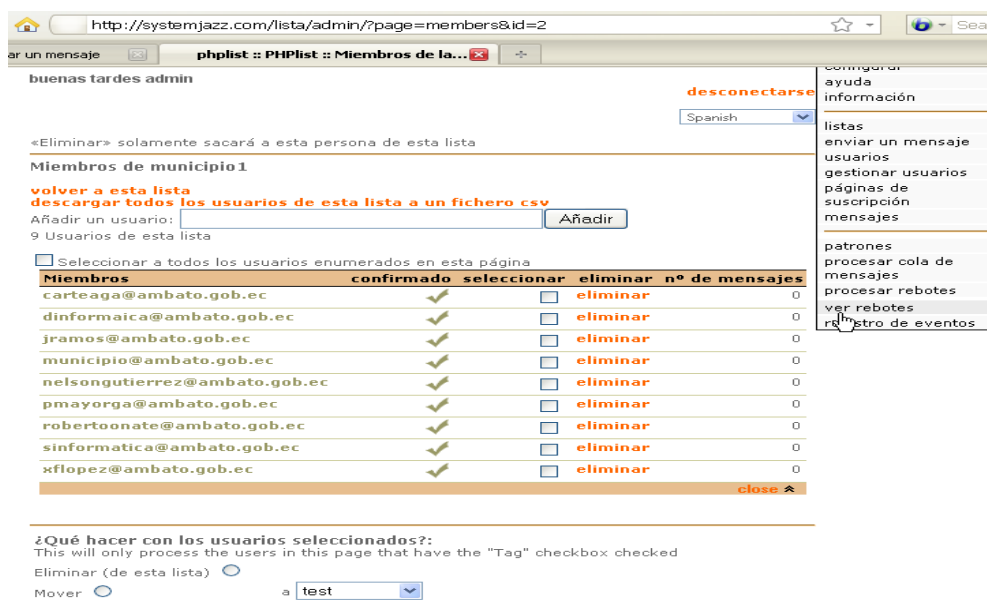 http://systemjazz.com/lista/admin/?page=members&id=2
Sea
ar un mensaje
phplist :: PHPlist :: Miembros de la...
buenas tardes admin
desconectarse
Spanish
«Eliminar» solamente sacará a esta persona de esta lista
Miembros de municipio1
volver a esta lista
descargar todos los usuarios de esta lista a un fichero csv
Añadir un usuario: Añadir
9 Usuarios de esta lista
Seleccionar a todos los usuarios enumerados en esta página
Miembros confirmado seleccionar eliminar nº de mensajes
carteaga@ambato.gob.ec eliminar 0
dinformaica@ambato.gob.ec eliminar 0
jramos@ambato.gob.ec eliminar 0
municipio@ambato.gob.ec eliminar 0
nelsongutierrez@ambato.gob.ec eliminar 0
pmayorga@ambato.gob.ec eliminar 0
robertoonate@ambato.gob.ec eliminar 0
sinformatica@ambato.gob.ec eliminar 0
xflopez@ambato.gob.ec eliminar 0
close
¿Qué hacer con los usuarios seleccionados?:
This will only process the users in this page that have the "Tag" checkbox checked
Eliminar (de esta lista)
Mover a test
configurar
ayuda
información
listas
enviar un mensaje
usuarios
gestionar usuarios
páginas de
suscripción
mensajes
patrones
procesar cola de
mensajes
procesar rebotes
ver rebotes
registro de eventos